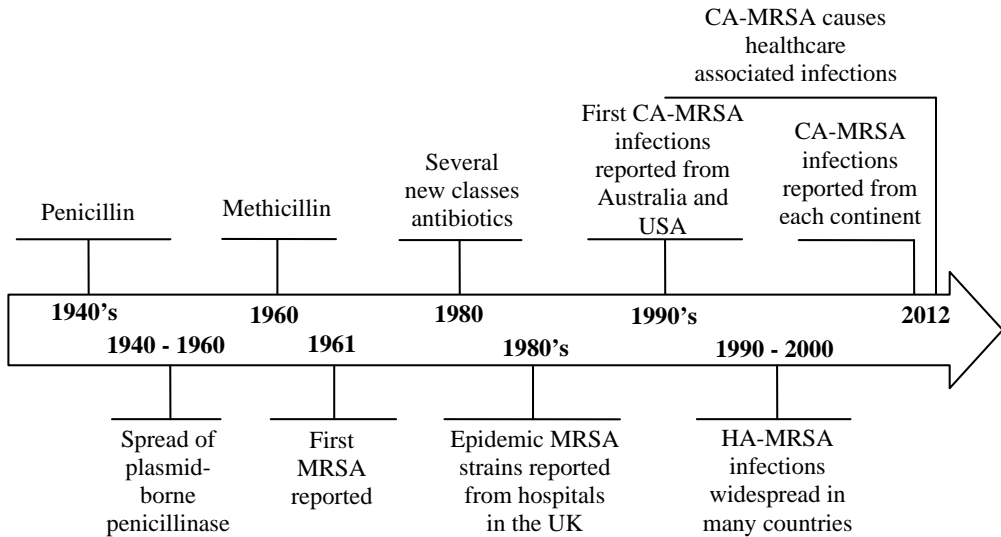 CA-MRSA causes
healthcare
associated infections
First CA-MRSA
infections
reported from
Australia and
USA
CA-MRSA
infections
reported from
each continent
Several
new classes
antibiotics
Penicillin
Methicillin
1940's
1960
1980
1990's
2012
1940 - 1960
1961
1980's
1990 - 2000
Spread of
plasmid-
borne
penicillinase
First
MRSA
reported
Epidemic MRSA
strains reported
from hospitals
in the UK
HA-MRSA
infections
widespread in
many countries